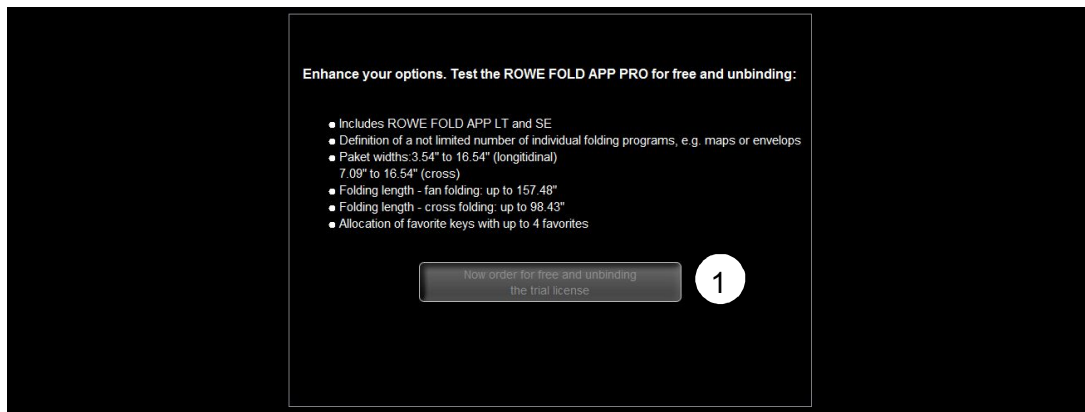 Enhance your options. Test the ROWE FOLD APP PRO for free and unbinding:
● Includes ROWE FOLD APP LT and SE
● Definition of a not limited number of individual folding programs, e.g. maps or envelops
● Paket widths:3.54" to 16.54" (longitidinal)
7.09" to 16.54" (cross)
● Folding length - fan folding: up to 157.48"
● Folding length - cross folding: up to 98.43"
● Allocation of favorite keys with up to 4 favorites
Now order for free and unbinding
the trial license
1